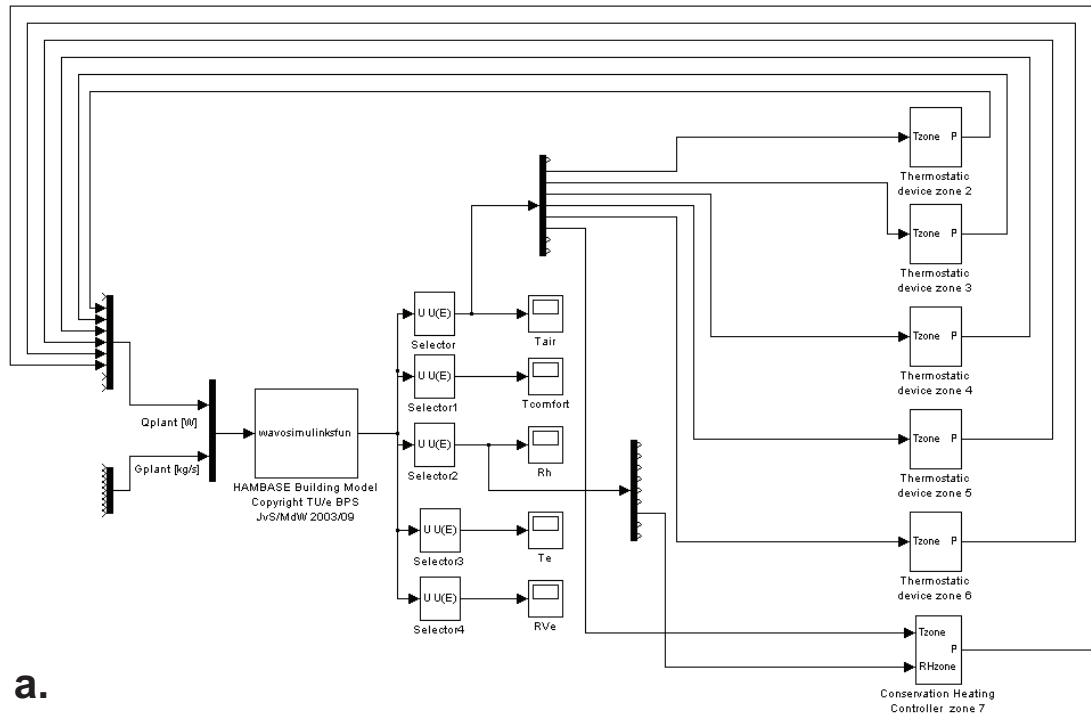 Tzone P
Thermostatic
device zone 2
Tzone P
Thermostatic
device zone 3
U U(E)
Selector
Tair
Tzone P
Thermostatic
device zone 4
U U(E)
Selector1
Tcomfort
Qplant [W]
wavosimulinksfun
Gplant [kg/s]
HAMBASE Building Model
Copyright TU/e BPS
JvS/MdW 2003/09
U U(E)
Selector2
Rh
Tzone P
Thermostatic
device zone 5
U U(E)
Selector3
Te
Tzone P
Thermostatic
device zone 6
U U(E)
Selector4
RVe
Tzone
P
RHzone
Conservation Heating
Controller zone 7
a.